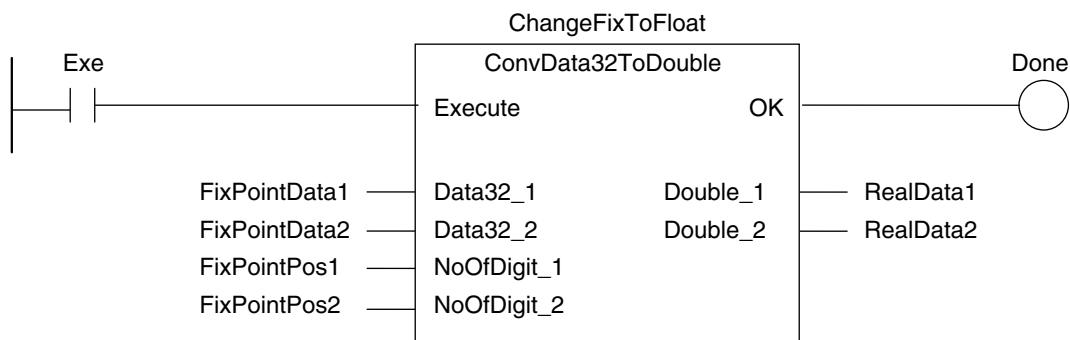 ChangeFixToFloat
Exe
ConvData32ToDouble
Done
Execute
OK
FixPointData1
Data32_1
Double_1
RealData1
FixPointData2
Data32_2
Double_2
RealData2
FixPointPos1
NoOfDigit_1
FixPointPos2
NoOfDigit_2